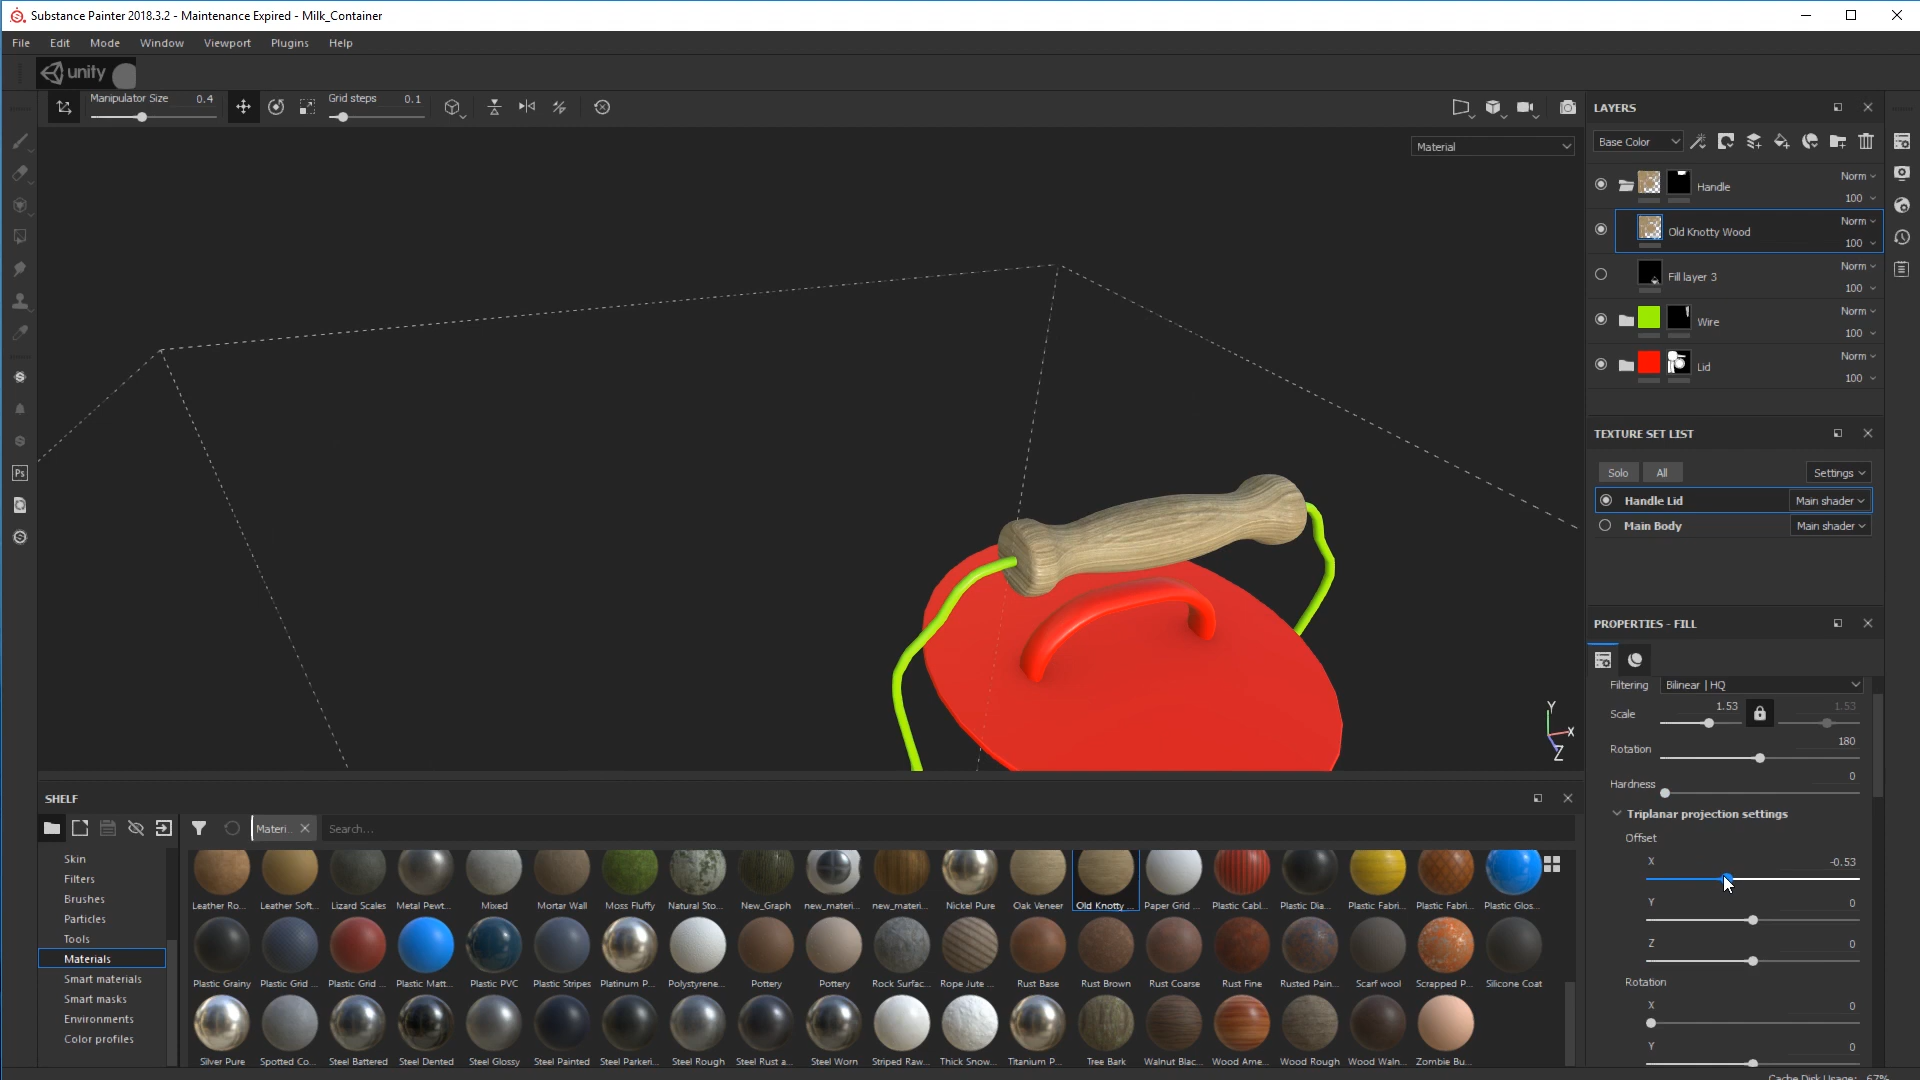 Substance Painter 2018.3.2 - Maintenance Expired - Milk_Container
File Edit Mode Window Viewport Plugins Help
unity
Manipulator Size 0.4
Grid steps 0.1
Material
LAYERS
Base Color
Handle Norm 100
Old Knotty Wood Norm 100
Fill layer 3 Norm 100
Wire Norm 100
Lid Norm 100
TEXTURE SET LIST
Solo All Settings
Handle Lid Main shader
Main Body Main shader
PROPERTIES - FILL
Filtering Bilinear | HQ
Scale 1.53 1.53
Rotation 180
Hardness 0
Triplanar projection settings
Offset
X -0.53
Y 0
Z 0
Rotation
X 0
Y 0
Y
X
Z
Ps
SHELF
Materi.. Search...
Skin
Filters
Brushes
Particles
Tools
Materials
Smart materials
Smart masks
Environments
Color profiles
Leather Ro... Leather Soft... Lizard Scales Metal Pewt... Mixed Mortar Wall Moss Fluffy Natural Sto... New_Graph new_materi... new_materi... Nickel Pure Oak Veneer Old Knotty ... Paper Grid ... Plastic Cabl... Plastic Dia... Plastic Fabri... Plastic Fabri... Plastic Glos...
Plastic Grainy Plastic Grid ... Plastic Grid ... Plastic Matt... Plastic PVC Plastic Stripes Platinum P... Polystyrene... Pottery Pottery Rock Surfac... Rope Jute ... Rust Base Rust Brown Rust Coarse Rust Fine Rusted Pain... Scarf wool Scrapped P... Silicone Coat
Silver Pure Spotted Co... Steel Battered Steel Dented Steel Glossy Steel Painted Steel Parkeri... Steel Rough Steel Rust a... Steel Worn Striped Raw... Thick Snow... Titanium P... Tree Bark Walnut Blac... Wood Ame... Wood Rough Wood Waln... Zombie Bu...
Cache Disk Usage: 67%